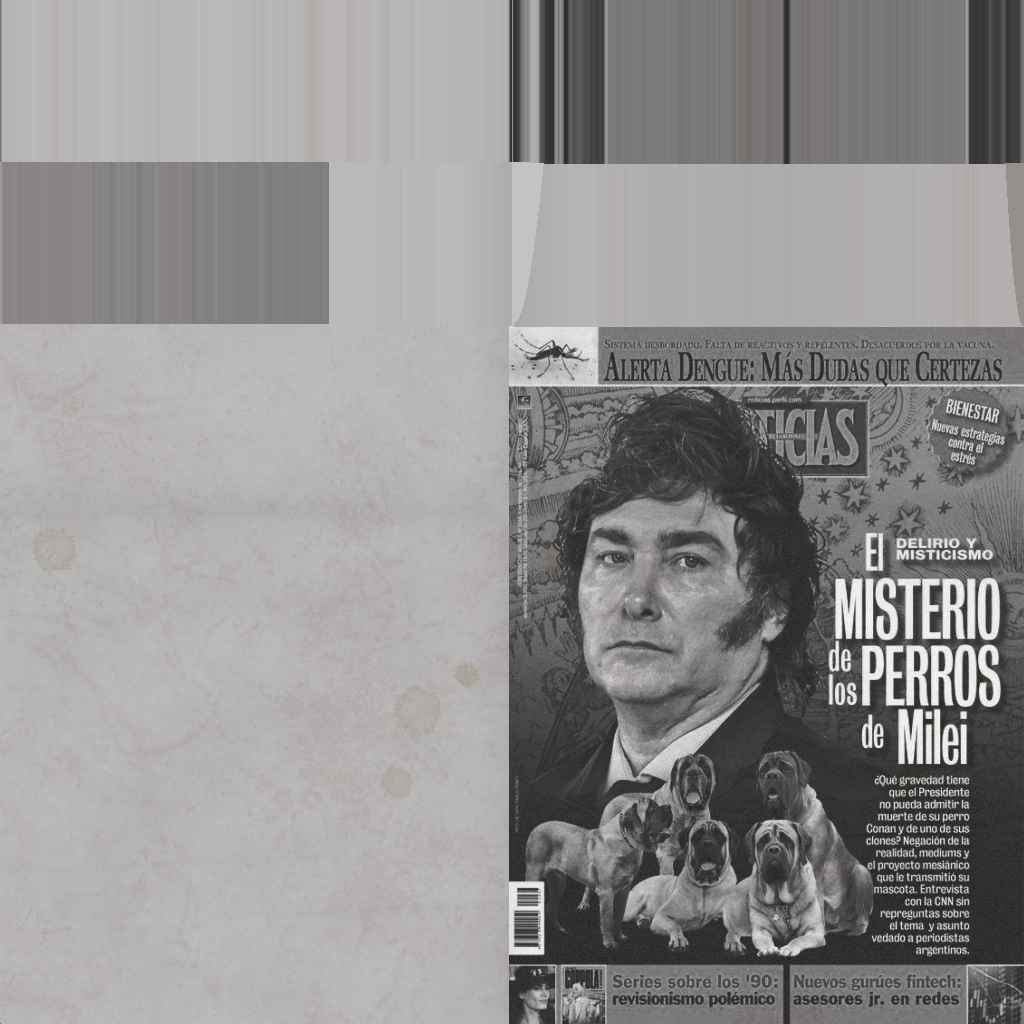 SISTEMA DESBORDADO. FALTA DE REACTIVOS Y REPELENTES. DESACUERDOS POR LA VACUNA.
ALERTA DENGUE: MÁS DUDAS QUE CERTEZAS
noticias.perfil.com
ICIAS
BIENESTAR
Nuevas estrategias
contra el
estrés
DELIRIO Y
MISTICISMO
El
MISTERIO
de
los PERROS
de Milei
¿Qué gravedad tiene
que el Presidente
no pueda admitir la
muerte de su perro
Conan y de uno de sus
clones? Negación de la
realidad, mediums y
el proyecto mesiánico
que le transmitió su
mascota. Entrevista
con la CNN sin
repreguntas sobre
el tema y asunto
vedado a periodistas
argentinos.
Series sobre los '90:
revisionismo polémico
Nuevos gurúes fintech:
asesores jr. en redes